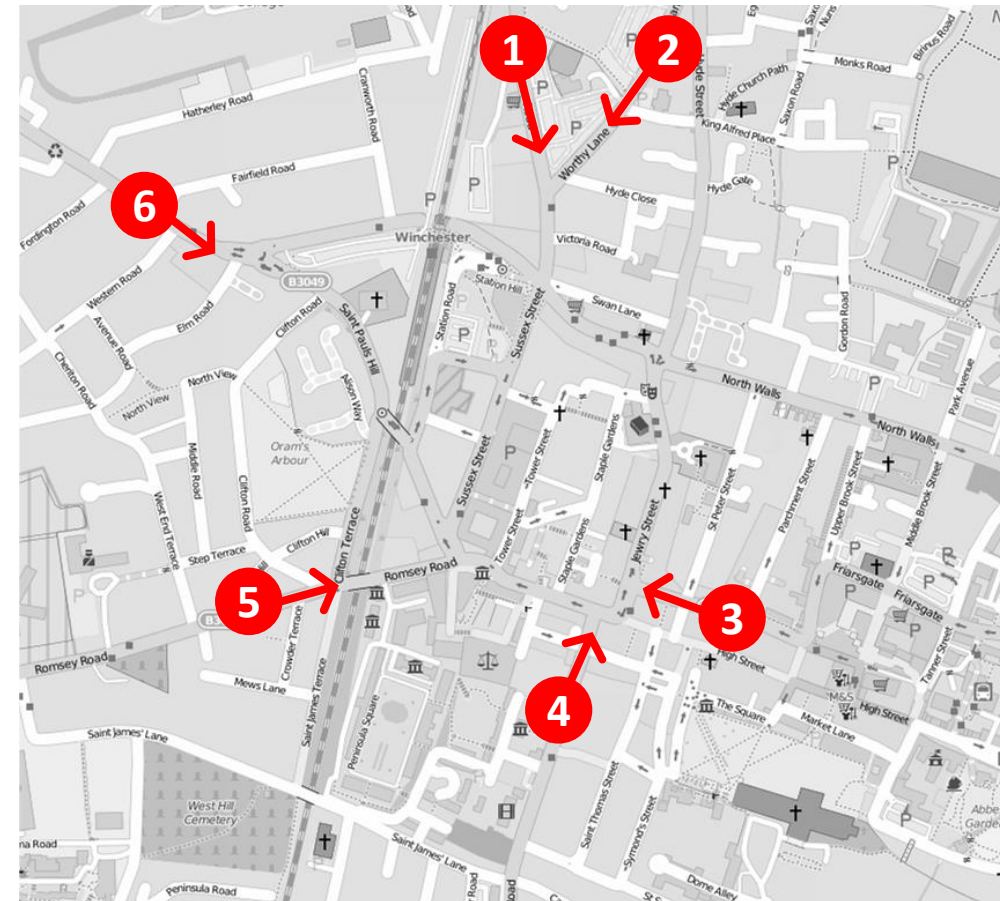 Monks Road
Birinus Road
Cranworth Road
Hyde Church Path
Saxon Road
Hyde Street
1
2
P
P
P
P
Hatherley Road
King Alfred Place
Worthy Lane
P
Fairfield Road
Fordington Road
6
P
P
Hyde Close
Hyde Gate
Winchester
Victoria Road
Western Road
B3049
Station Hill
Swan Lane
Gordon Road
Elm Road
Clifton Road
Saint Pauls Hill
Station Road
P
P
Sussex Street
Avenue Road
Cheriton Road
North View
North View
Alison Way
North Walls
P
Park Avenue
P
North Walls
Oram's
Arbour
Middle Road
Clifton Road
Sussex Street
P
Tower Street
Staple Gardens
St Peter Street
Parchment Street
Upper Brook Street
Middle Brook Street
West End Terrace
Step Terrace
Clifton Hill
Clifton Terrace
Romsey Road
Tower Street
Staple Gardens
Jewry Street
P
P
P
Friarsgate
Friarsgate
P
5
3
P
Romsey Road
Crowder Terrace
Mews Lane
Saint James Terrace
Peninsula Square
4
High Street
Tanner Street
M&S
High Street
The Square
Market Lane
Saint James' Lane
West Hill
Cemetery
Saint Thomas Street
Symond's Street
Saint James' Lane
P
P
Peninsula Road
Road
Dome Alley